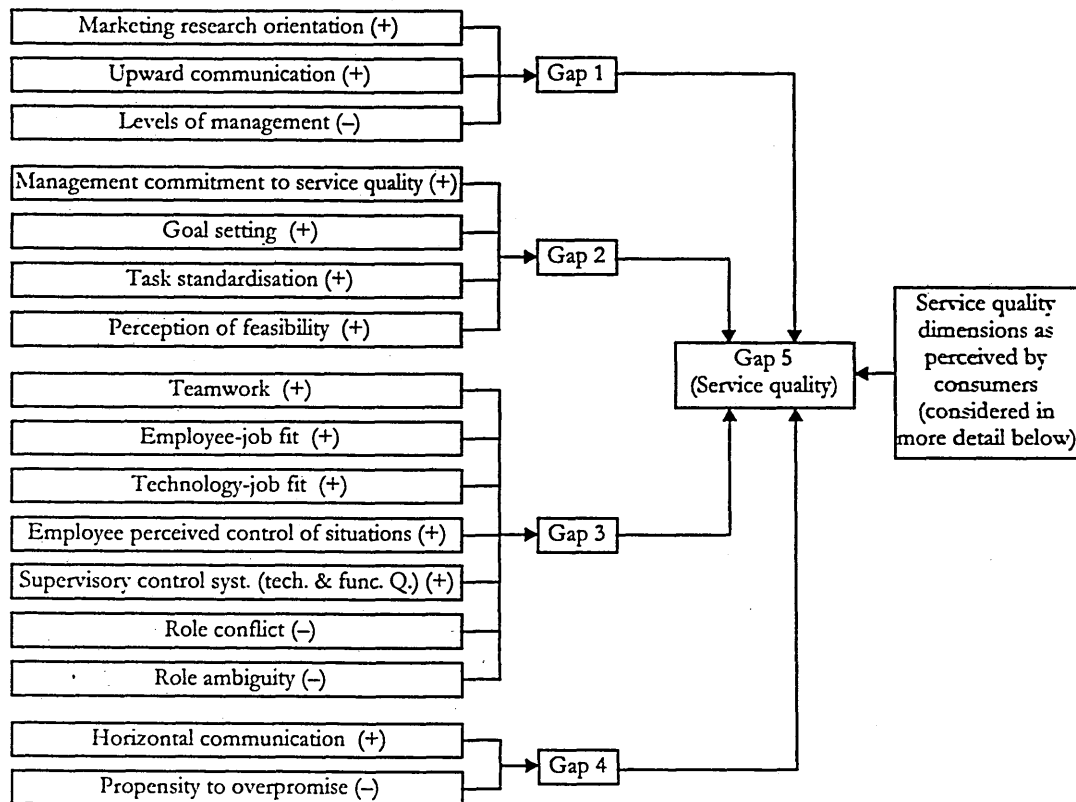 Marketing research orientation (+)
Upward communication (+)
Levels of management (–)
Gap 1
Management commitment to service quality (+)
Goal setting (+)
Task standardisation (+)
Perception of feasibility (+)
Gap 2
Teamwork (+)
Employee-job fit (+)
Technology-job fit (+)
Employee perceived control of situations (+)
Supervisory control syst. (tech. & func. Q.) (+)
Role conflict (–)
Role ambiguity (–)
Gap 3
Horizontal communication (+)
Propensity to overpromise (–)
Gap 4
Gap 5
(Service quality)
Service quality
dimensions as
perceived by
consumers
(considered in
more detail below)